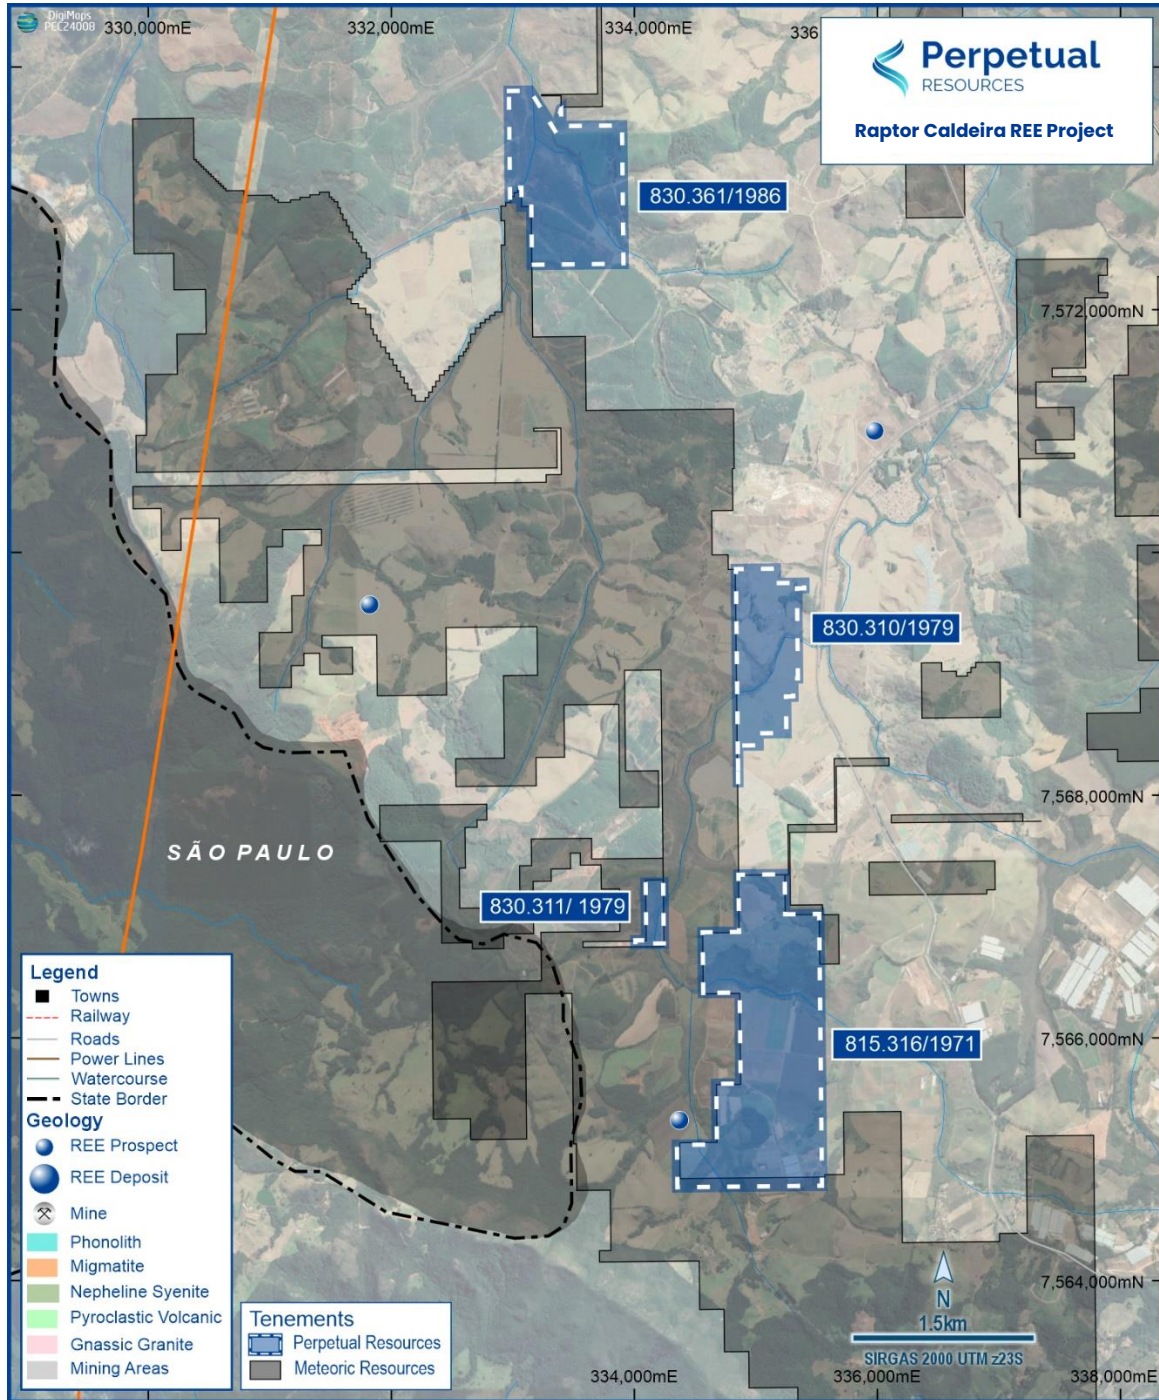 DigiMaps
PEC24008
330,000mE
332,000mE
334,000mE
336
Perpetual
RESOURCES
Raptor Caldeira REE Project
830.361/1986
7,572,000mN
830.310/1979
7,568,000mN
SÃO PAULO
830.311/ 1979
815.316/1971
7,566,000mN
Legend
Towns
Railway
Roads
Power Lines
Watercourse
State Border
Geology
REE Prospect
REE Deposit
Mine
Phonolith
Migmatite
Nepheline Syenite
Pyroclastic Volcanic
Gnassic Granite
Mining Areas
Tenements
Perpetual Resources
Meteoric Resources
7,564,000mN
N
1.5km
SIRGAS 2000 UTM z23S
334,000mE
336,000mE
338,000mE